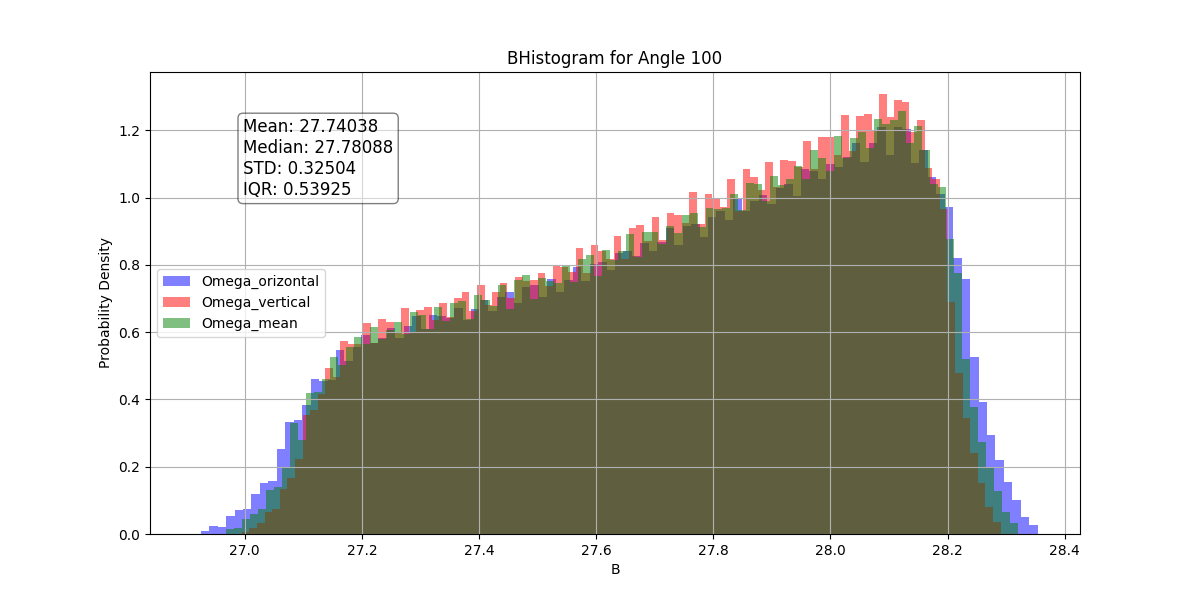 BHistogram for Angle 100
Mean: 27.74038
Median: 27.78088
STD: 0.32504
IQR: 0.53925
Omega_orizontal
Omega_vertical
Omega_mean
Probability Density
1.2
1.0
0.8
0.6
0.4
0.2
0.0
27.0 27.2 27.4 27.6 27.8 28.0 28.2 28.4
B